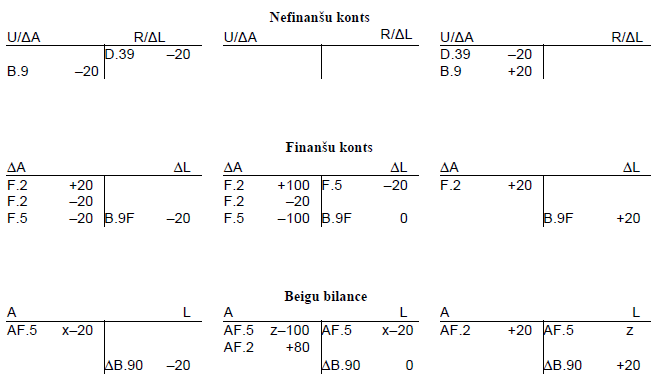 Nefinanšu konts
U/ΔA R/ΔL U/ΔA R/ΔL U/ΔA R/ΔL
D.39 –20 D.39 –20
B.9 –20 B.9 +20
Finanšu konts
ΔA ΔL ΔA ΔL ΔA ΔL
F.2 +20 F.2 +100 F.5 –20 F.2 +20
F.2 –20 F.2 –20
F.5 –20 B.9F –20 F.5 –100 B.9F 0 B.9F +20
Beigu bilance
A L A L A L
AF.5 x–20 AF.5 z–100 AF.5 x–20 AF.2 +20 AF.5 z
AF.2 +80
ΔB.90 –20 ΔB.90 0 ΔB.90 +20